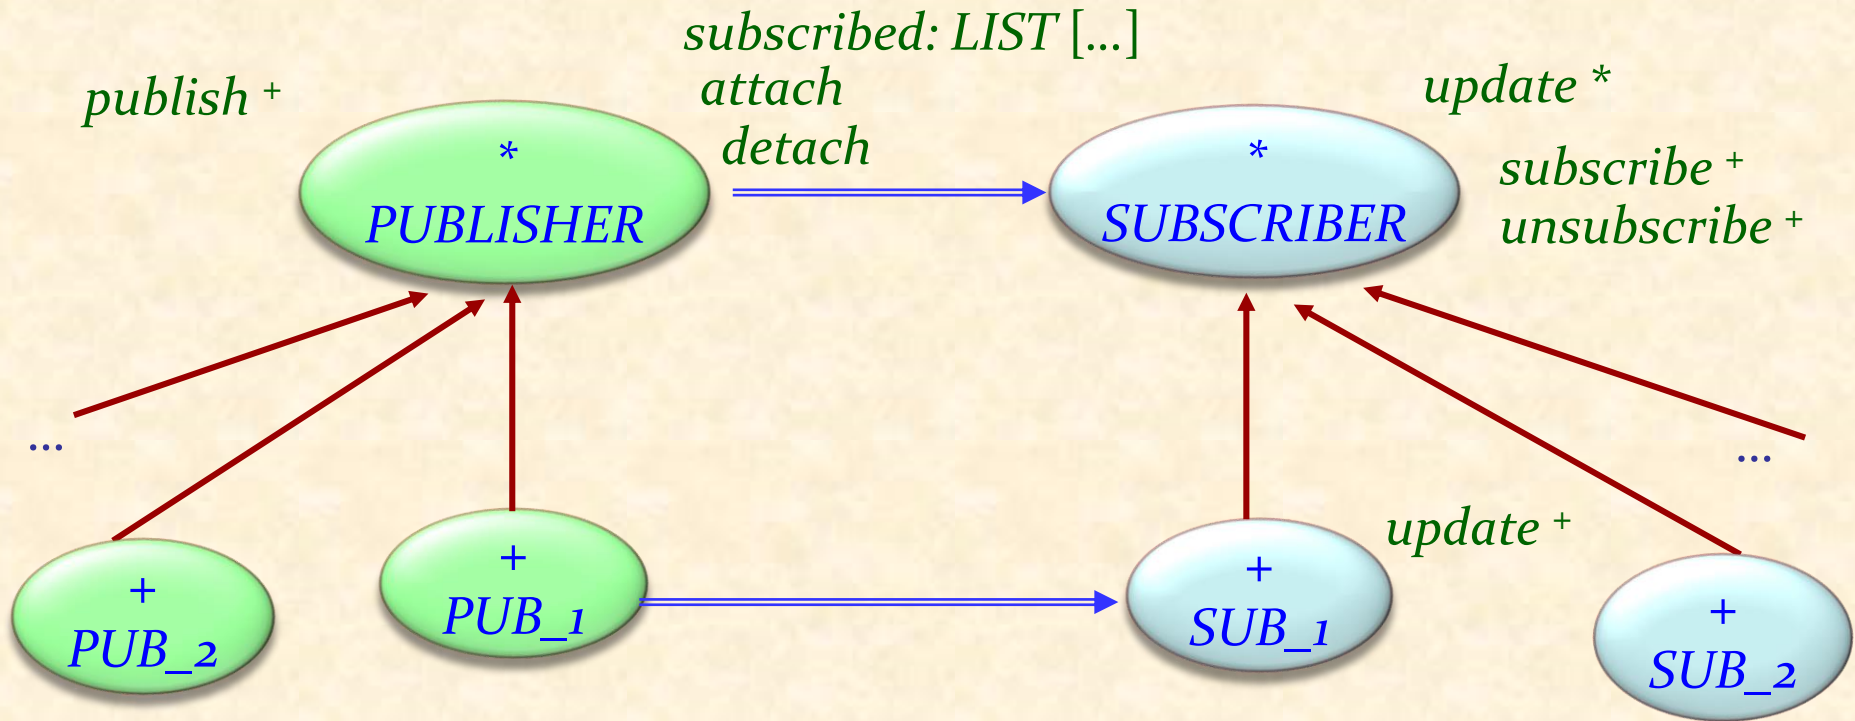 subscribed: LIST [...]
publish +
attach
update *
detach
*
PUBLISHER
*
SUBSCRIBER
subscribe +
unsubscribe +
...
...
update +
+
PUB_2
+
PUB_1
+
SUB_1
+
SUB_2